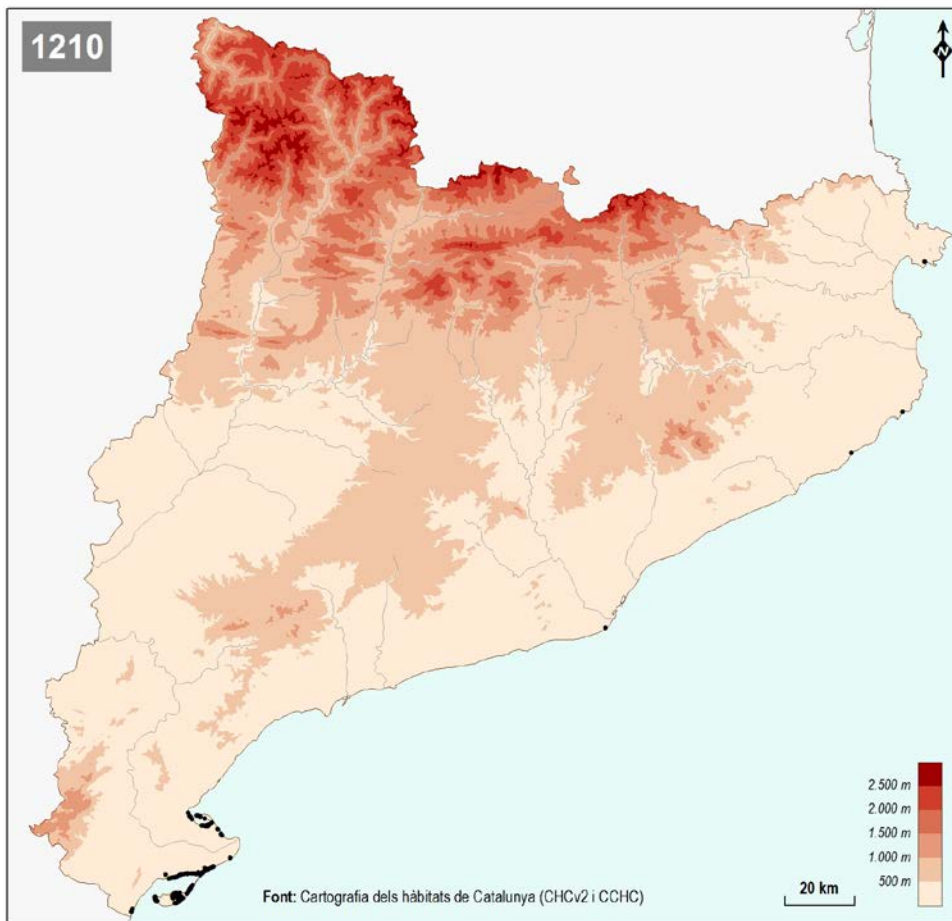 1210
N
2.500 m
2.000 m
1.500 m
1.000 m
500 m
20 km
Font: Cartografia dels hàbitats de Catalunya (CHCv2 i CCHC)